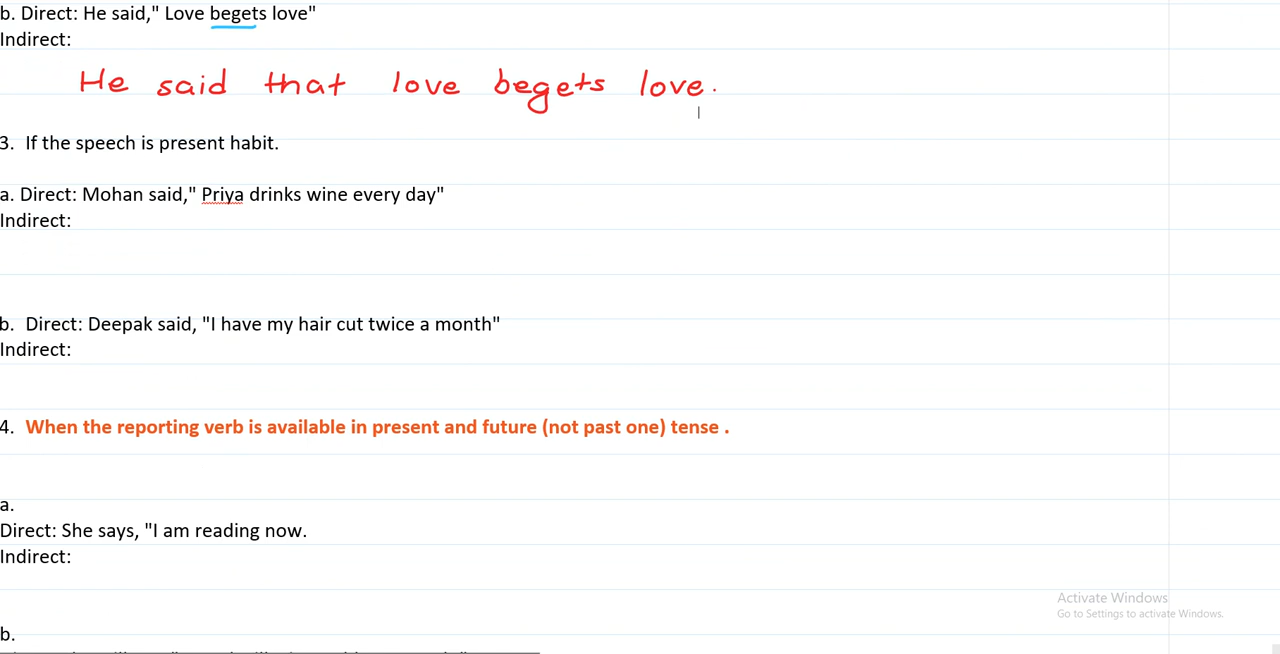 b. Direct: He said," Love begets love"
Indirect:
He said that love begets love.
3.  If the speech is present habit.
a. Direct: Mohan said," Priya drinks wine every day"
Indirect:
b.  Direct: Deepak said, "I have my hair cut twice a month"
Indirect:
4.  When the reporting verb is available in present and future (not past one) tense .
a.
Direct: She says, "I am reading now.
Indirect:
Activate Windows
Go to Settings to activate Windows.
b.